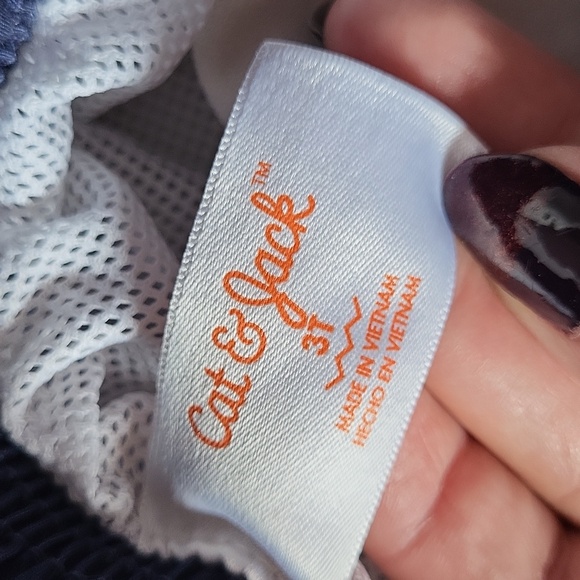 Cat & Jack™
3T
MADE IN VIETNAM
HECHO EN VIETNAM